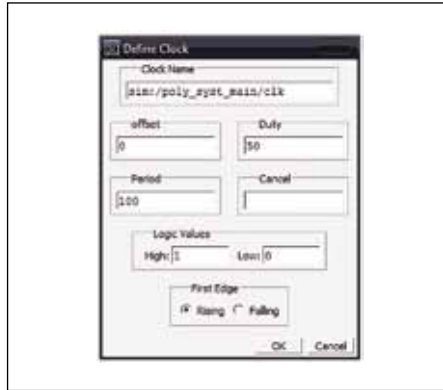 Define Clock
Clock Name
sim:/poly_syst_main/clk
offset Duty
0 50
Period Cancel
100
Logic Values
High: 1 Low: 0
First Edge
Rising Falling
OK Cancel